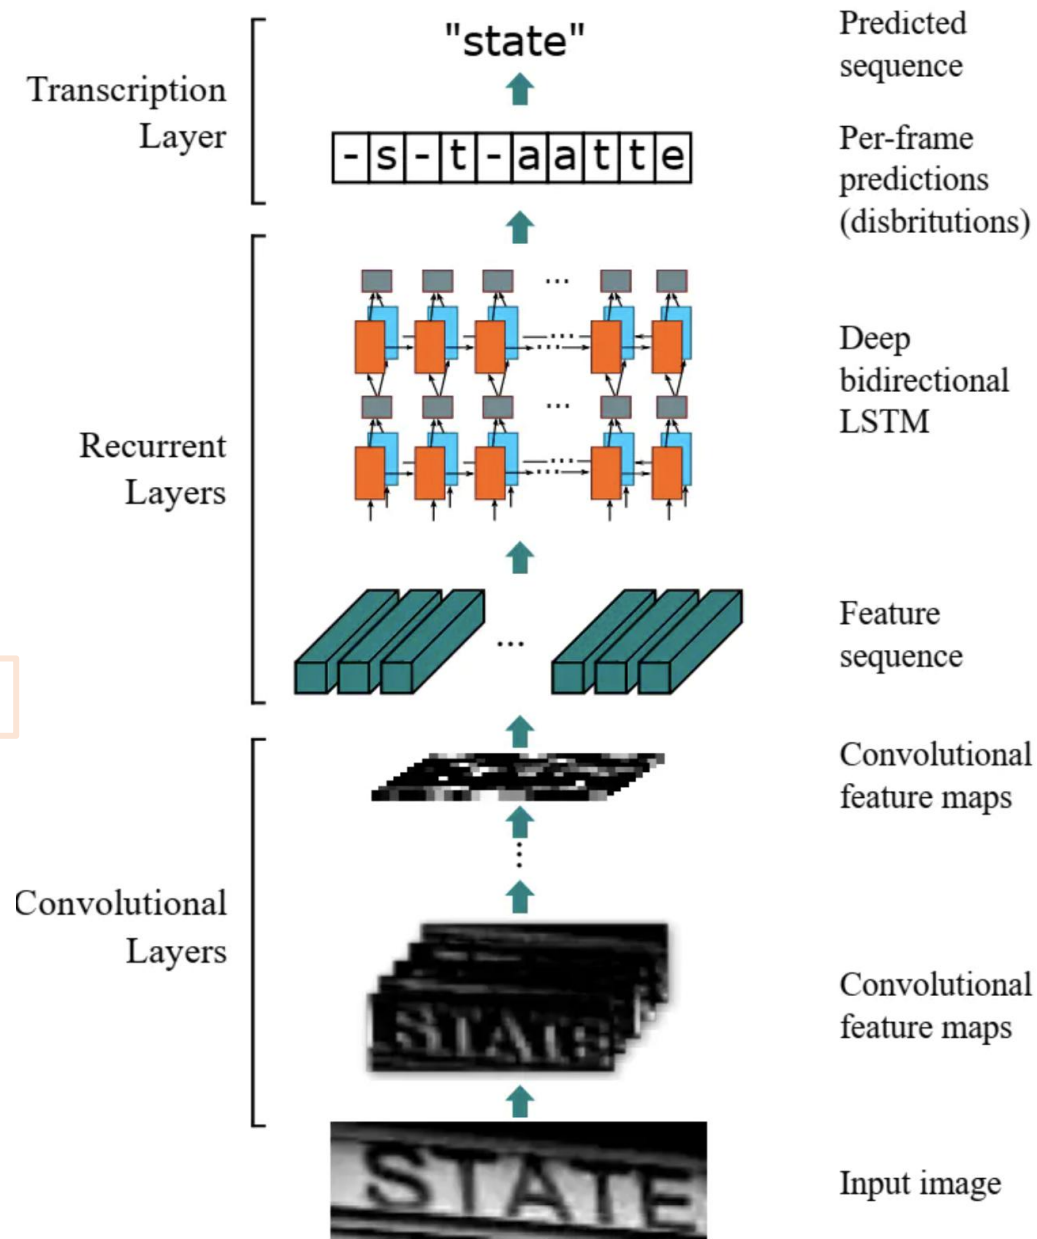 "state"
Predicted
sequence
Transcription
Layer
- s - t - a a t t e
Per-frame
predictions
(disbritutions)
...
Deep
bidirectional
LSTM
Recurrent
Layers
...
Feature
sequence
Convolutional
feature maps
Convolutional
Layers
STATE
Convolutional
feature maps
STATE
Input image